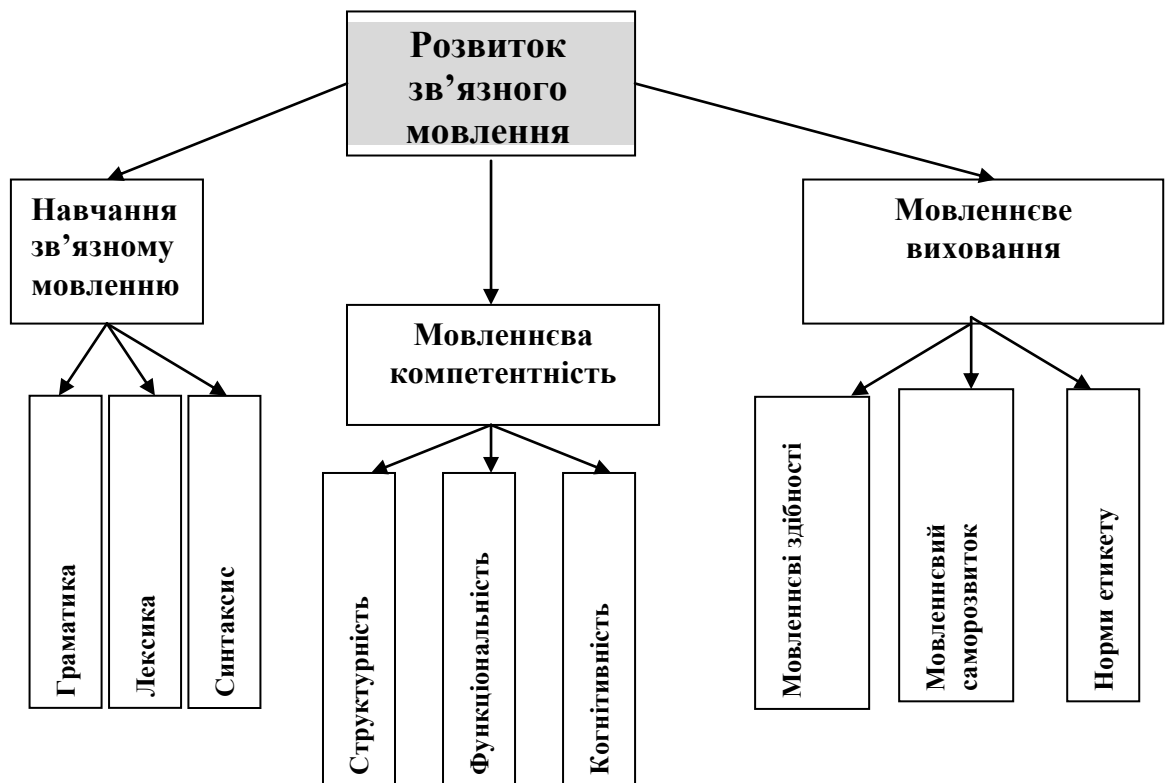 Розвиток
зв’язного
мовлення
Навчання
зв’язному
мовленню
Мовленнєва
компетентність
Мовленнєве
виховання
Граматика
Лексика
Синтаксис
Структурність
Функціональність
Когнітивність
Мовленнєві здібності
Мовленнєвий
саморозвиток
Норми етикету